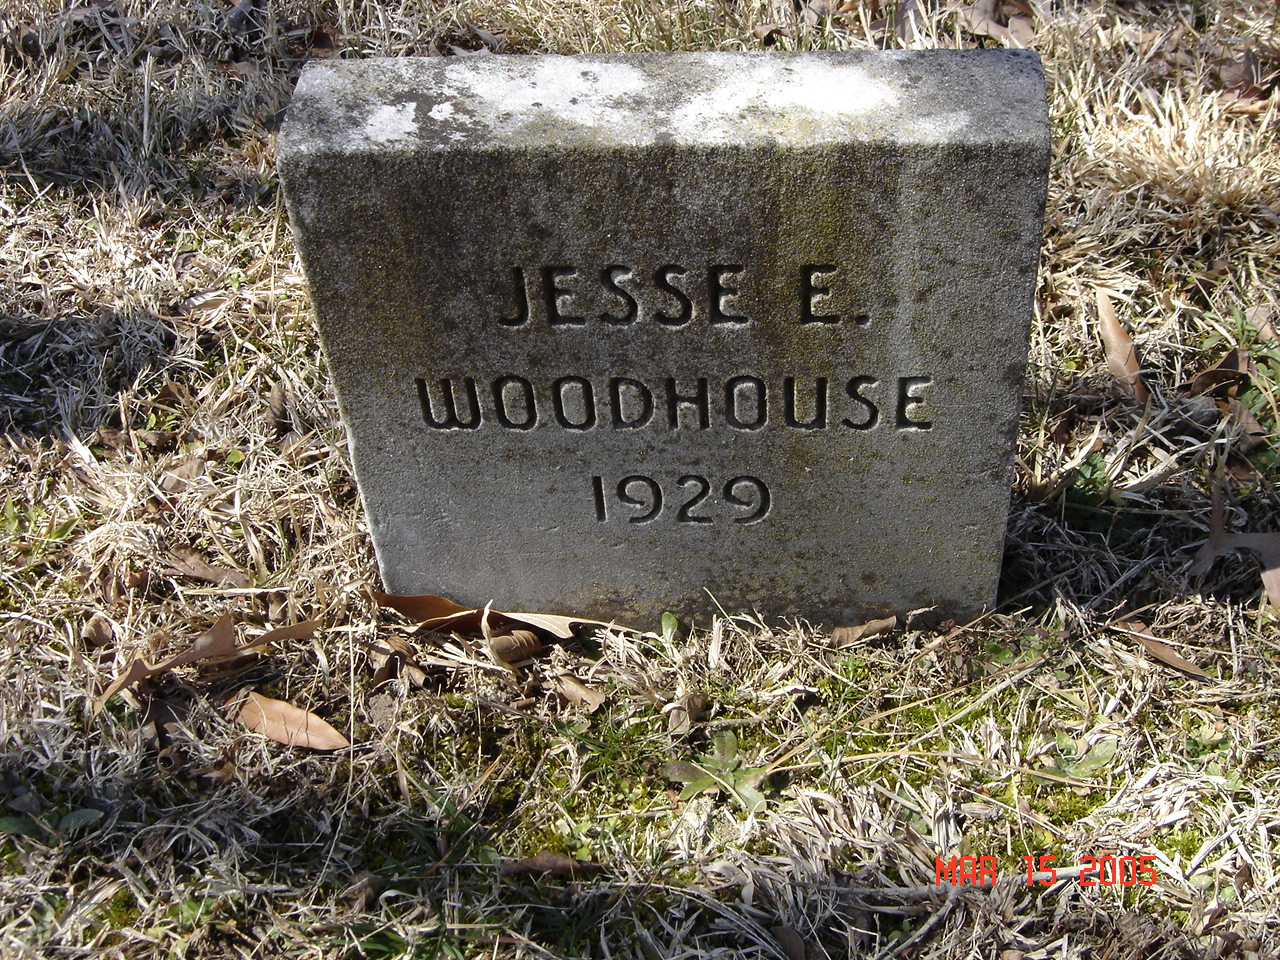 JESSE E.
WOODHOUSE
1929
MAR 15 2005